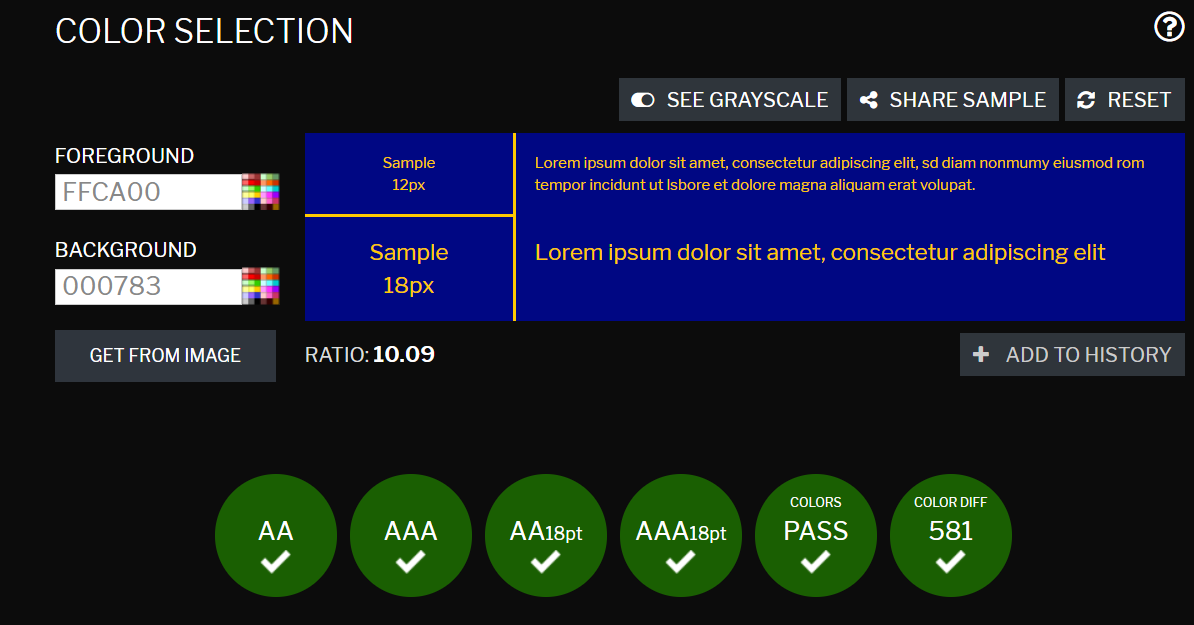 COLOR SELECTION
SEE GRAYSCALE
SHARE SAMPLE
RESET
FOREGROUND
FFCA00
BACKGROUND
000783
GET FROM IMAGE
Sample
12px
Lorem ipsum dolor sit amet, consectetur adipiscing elit, sd diam nonmumy eiusmod rom
tempor incidunt ut lsbore et dolore magna aliquam erat volupat.
Sample
18px
Lorem ipsum dolor sit amet, consectetur adipiscing elit
RATIO: 10.09
ADD TO HISTORY
AA
AAA
AA18pt
AAA18pt
COLORS
PASS
COLOR DIFF
581